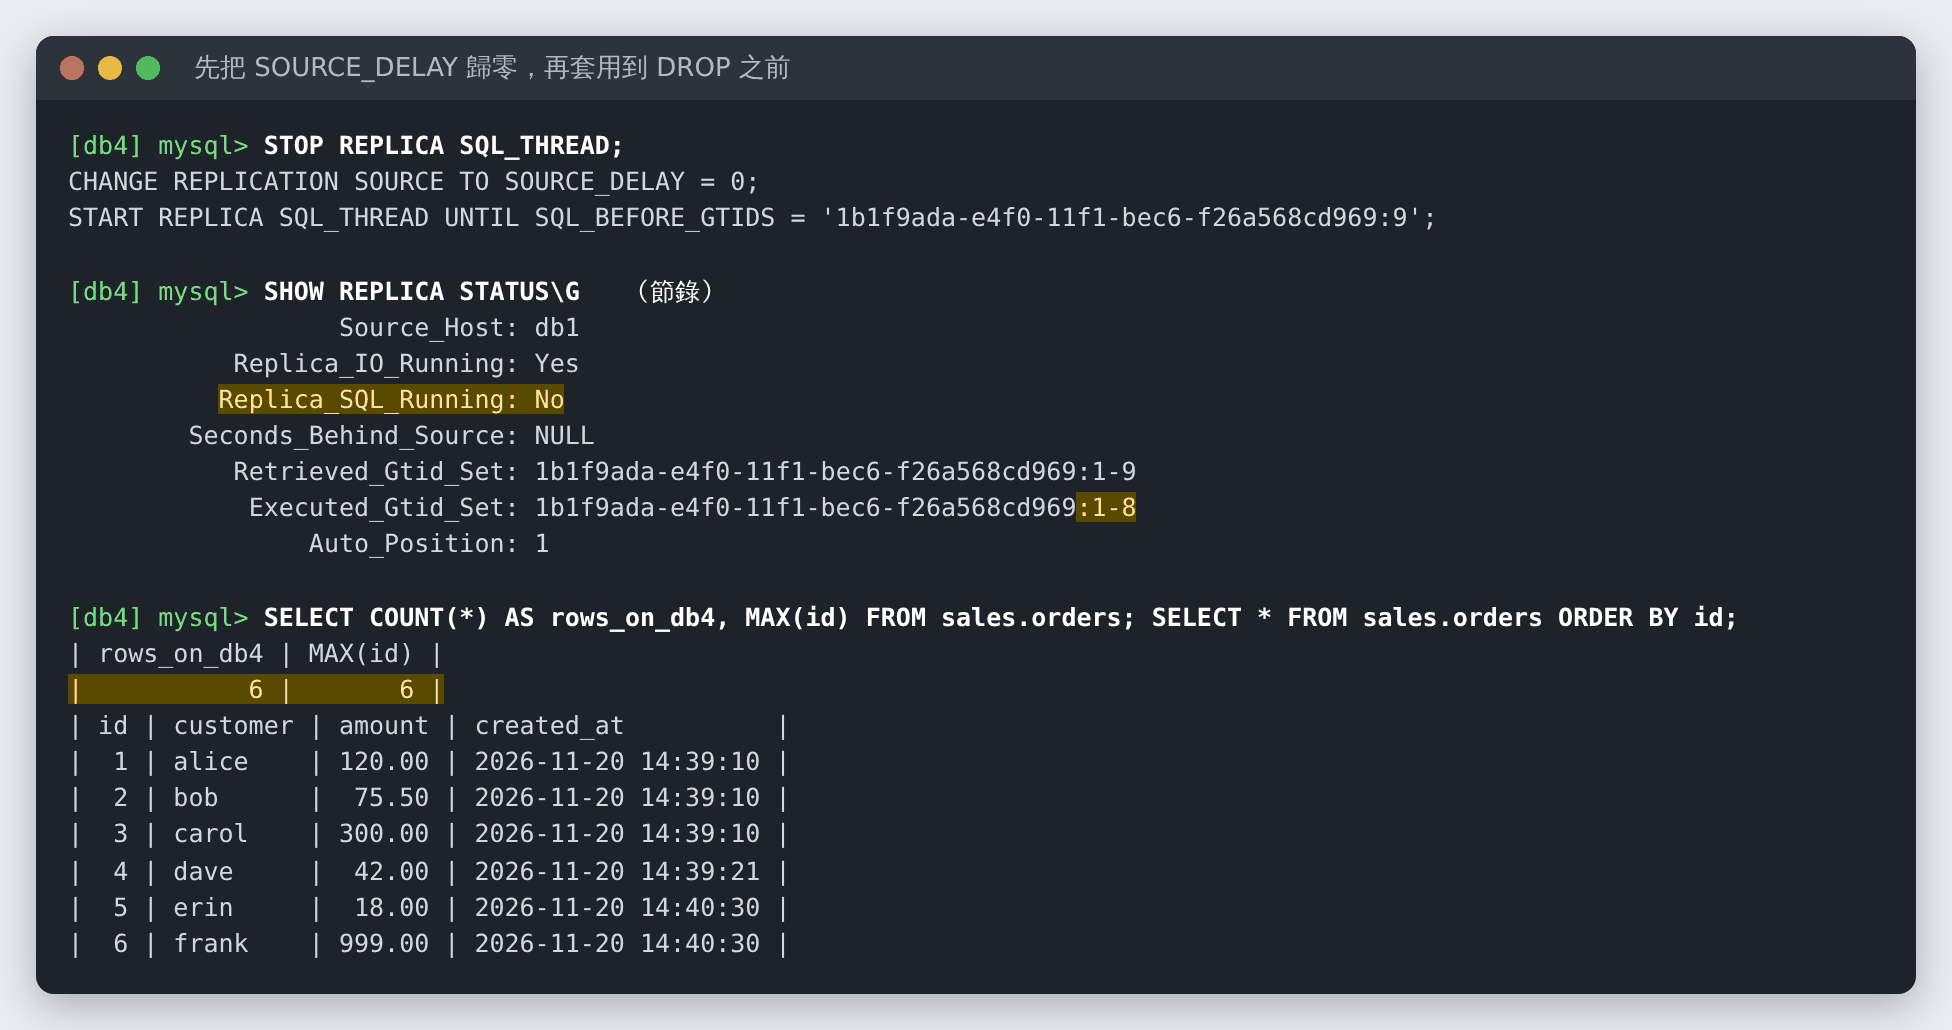 先把 SOURCE_DELAY 歸零，再套用到 DROP 之前
[db4] mysql> STOP REPLICA SQL_THREAD;
CHANGE REPLICATION SOURCE TO SOURCE_DELAY = 0;
START REPLICA SQL_THREAD UNTIL SQL_BEFORE_GTIDS = '1b1f9ada-e4f0-11f1-bec6-f26a568cd969:9';
[db4] mysql> SHOW REPLICA STATUS\G   （節錄）
Source_Host: db1
Replica_IO_Running: Yes
Replica_SQL_Running: No
Seconds_Behind_Source: NULL
Retrieved_Gtid_Set: 1b1f9ada-e4f0-11f1-bec6-f26a568cd969:1-9
Executed_Gtid_Set: 1b1f9ada-e4f0-11f1-bec6-f26a568cd969:1-8
Auto_Position: 1
[db4] mysql> SELECT COUNT(*) AS rows_on_db4, MAX(id) FROM sales.orders; SELECT * FROM sales.orders ORDER BY id;
| rows_on_db4 | MAX(id) |
|           6 |       6 |
| id | customer | amount | created_at          |
|  1 | alice    | 120.00 | 2026-11-20 14:39:10 |
|  2 | bob      |  75.50 | 2026-11-20 14:39:10 |
|  3 | carol    | 300.00 | 2026-11-20 14:39:10 |
|  4 | dave     |  42.00 | 2026-11-20 14:39:21 |
|  5 | erin     |  18.00 | 2026-11-20 14:40:30 |
|  6 | frank    | 999.00 | 2026-11-20 14:40:30 |